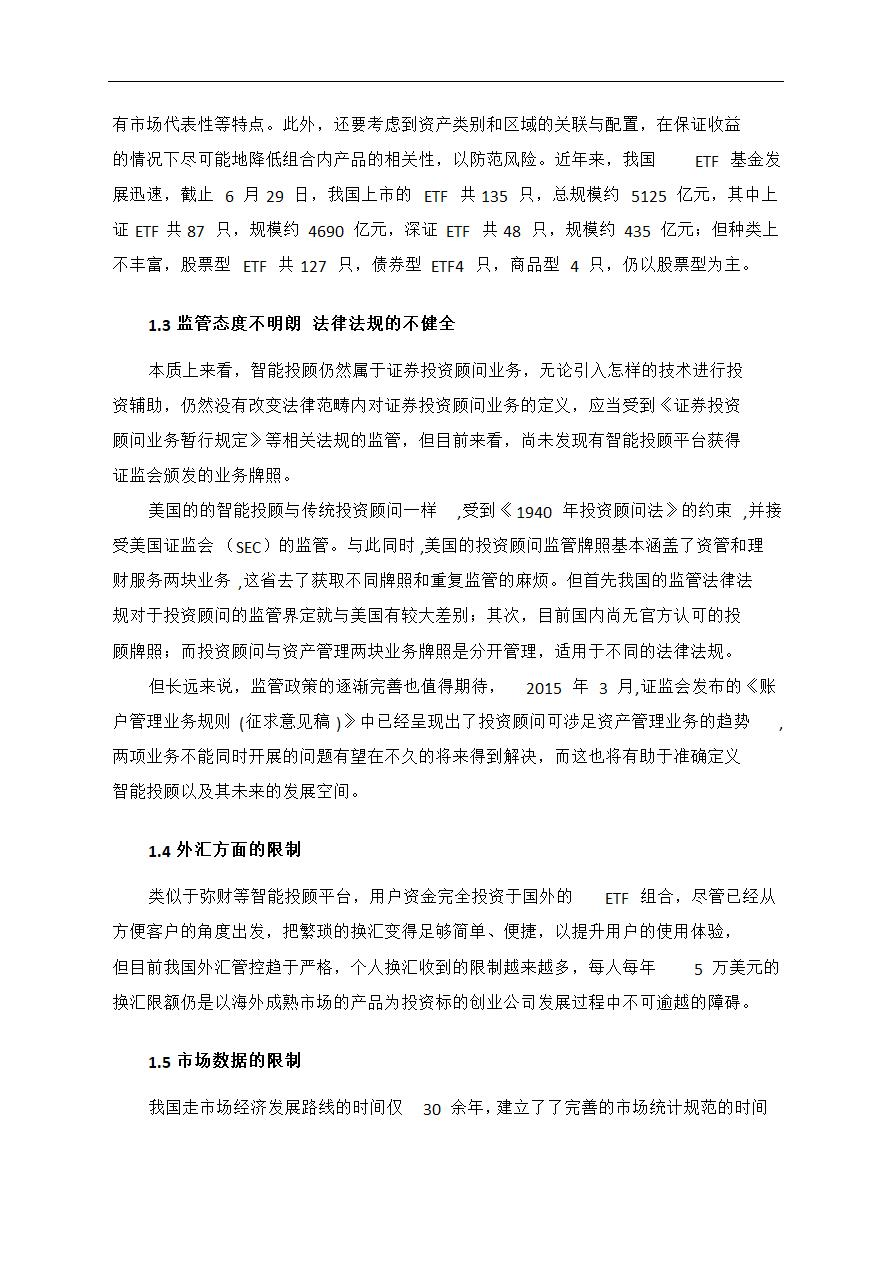 有市场代表性等特点。此外，还要考虑到资产类别和区域的关联与配置，在保证收益
的情况下尽可能地降低组合内产品的相关性，以防范风险。近年来，我国 ETF 基金发
展迅速，截止 6 月 29 日，我国上市的 ETF 共 135 只，总规模约 5125 亿元，其中上
证 ETF 共 87 只，规模约 4690 亿元，深证 ETF 共 48 只，规模约 435 亿元；但种类上
不丰富，股票型 ETF 共 127 只，债券型 ETF4 只，商品型 4 只，仍以股票型为主。
1.3 监管态度不明朗 法律法规的不健全
本质上来看，智能投顾仍然属于证券投资顾问业务，无论引入怎样的技术进行投
资辅助，仍然没有改变法律范畴内对证券投资顾问业务的定义，应当受到《证券投资
顾问业务暂行规定》等相关法规的监管，但目前来看，尚未发现有智能投顾平台获得
证监会颁发的业务牌照。
美国的的智能投顾与传统投资顾问一样 ,受到《1940 年投资顾问法》的约束 ,并接
受美国证监会（SEC）的监管。与此同时 ,美国的投资顾问监管牌照基本涵盖了资管和理
财服务两块业务 ,这省去了获取不同牌照和重复监管的麻烦。但首先我国的监管法律法
规对于投资顾问的监管界定就与美国有较大差别；其次，目前国内尚无官方认可的投
顾牌照；而投资顾问与资产管理两块业务牌照是分开管理，适用于不同的法律法规。
但长远来说，监管政策的逐渐完善也值得期待， 2015 年 3 月,证监会发布的《账
户管理业务规则 (征求意见稿 )》中已经呈现出了投资顾问可涉足资产管理业务的趋势 ,
两项业务不能同时开展的问题有望在不久的将来得到解决，而这也将有助于准确定义
智能投顾以及其未来的发展空间。
1.4 外汇方面的限制
类似于弥财等智能投顾平台，用户资金完全投资于国外的 ETF 组合，尽管已经从
方便客户的角度出发，把繁琐的换汇变得足够简单、便捷，以提升用户的使用体验，
但目前我国外汇管控趋于严格，个人换汇收到的限制越来越多，每人每年 5 万美元的
换汇限额仍是以海外成熟市场的产品为投资标的创业公司发展过程中不可逾越的障碍。
1.5 市场数据的限制
我国走市场经济发展路线的时间仅 30 余年，建立了了完善的市场统计规范的时间